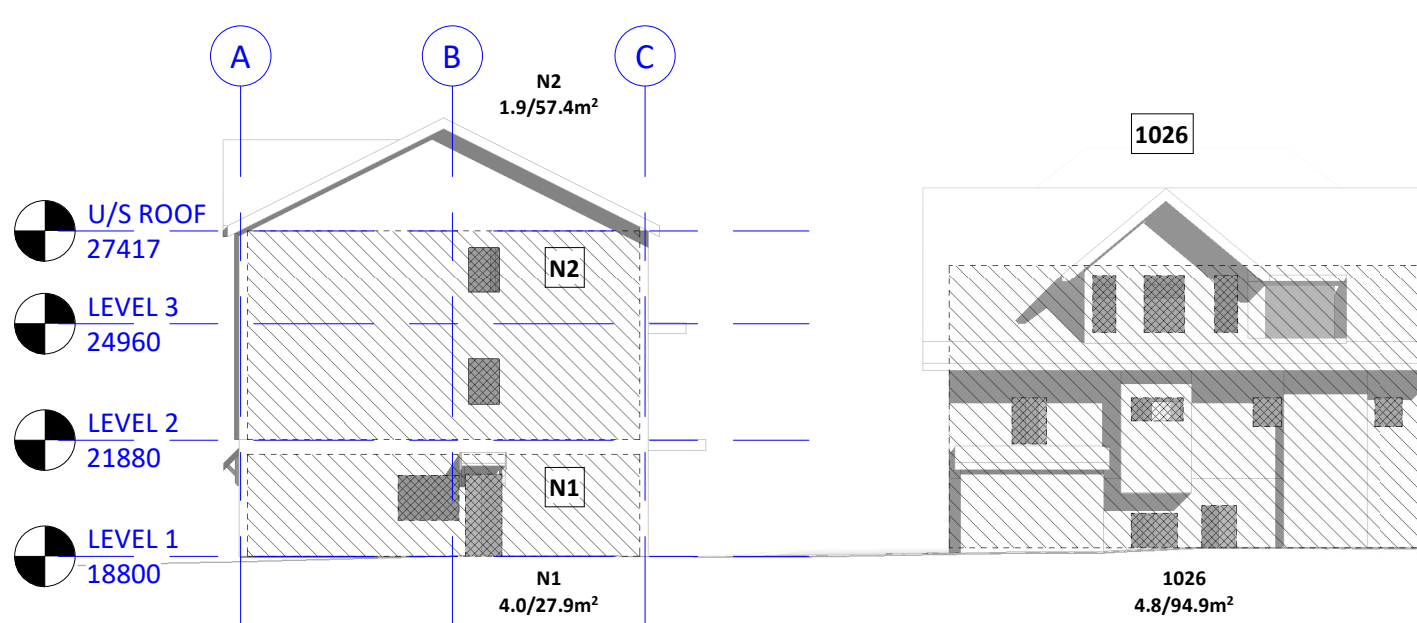 A
B
C
N2
1.9/57.4m²
1026
U/S ROOF
27417
N2
LEVEL 3
24960
LEVEL 2
21880
N1
LEVEL 1
18800
N1
4.0/27.9m²
1026
4.8/94.9m²